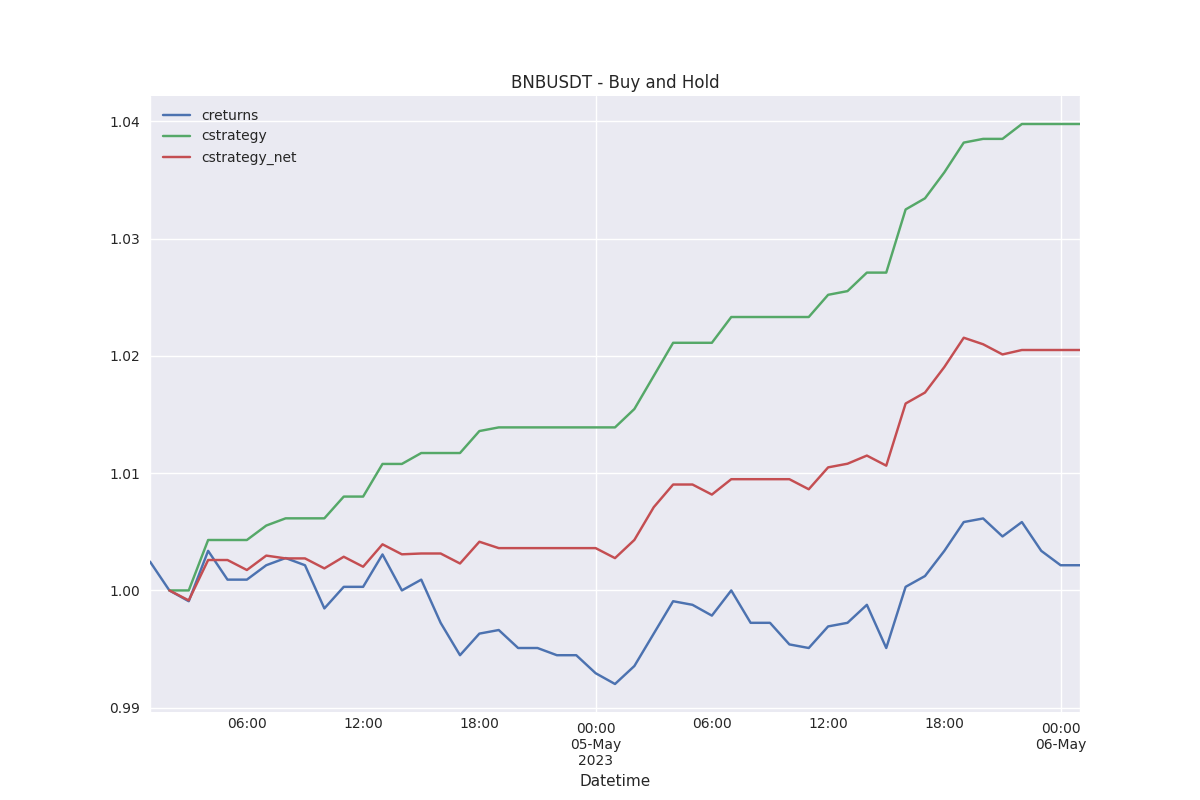 BNBUSDT - Buy and Hold
creturns
cstrategy
cstrategy_net
1.04
1.03
1.02
1.01
1.00
0.99
06:00 12:00 18:00 00:00 06:00 12:00 18:00 00:00
05-May 06-May
2023
Datetime